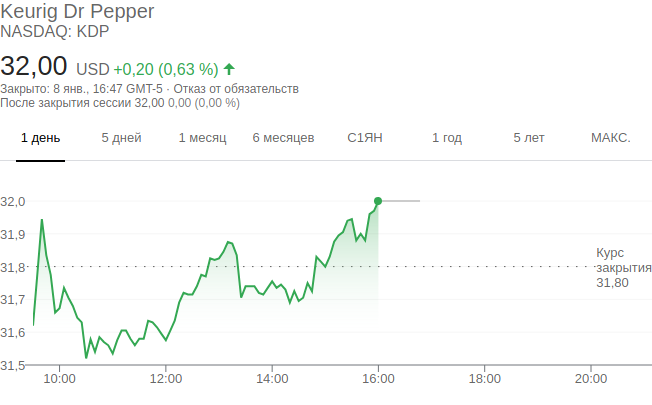 Keurig Dr Pepper
NASDAQ: KDP
32,00 USD +0,20 (0,63 %)
Закрыто: 8 янв., 16:47 GMT-5 · Отказ от обязательств
После закрытия сессии 32,00 0,00 (0,00 %)
1 день 5 дней 1 месяц 6 месяцев С1ЯН 1 год 5 лет МАКС.
32,0
31,9
31,8
31,7
31,6
31,5
Курс
закрытия
31,80
10:00 12:00 14:00 16:00 18:00 20:00